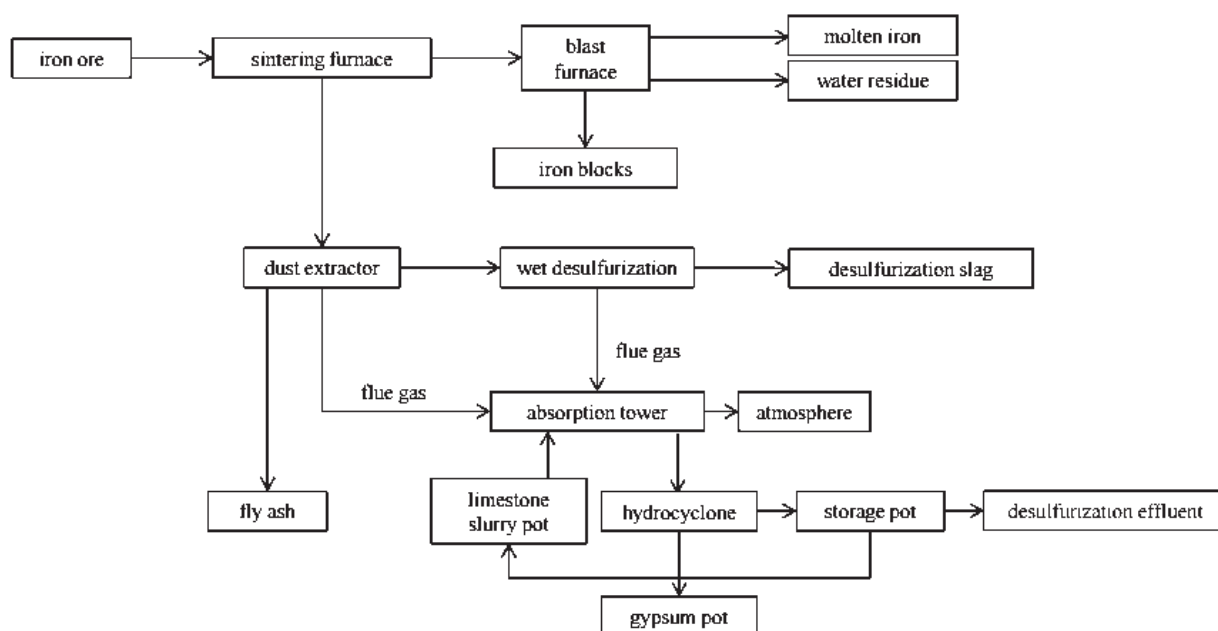 molten iron
iron ore
sintering furnace
blast
furnace
water residue
iron blocks
dust extractor
wet desulfurization
desulfurization slag
flue gas
flue gas
absorption tower
atmosphere
fly ash
limestone
slurry pot
hydrocyclone
storage pot
desulfurization effluent
gypsum pot